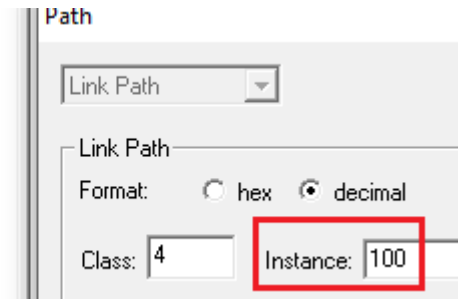 Path
Link Path
Link Path
Format: hex decimal
Class: 4 Instance: 100